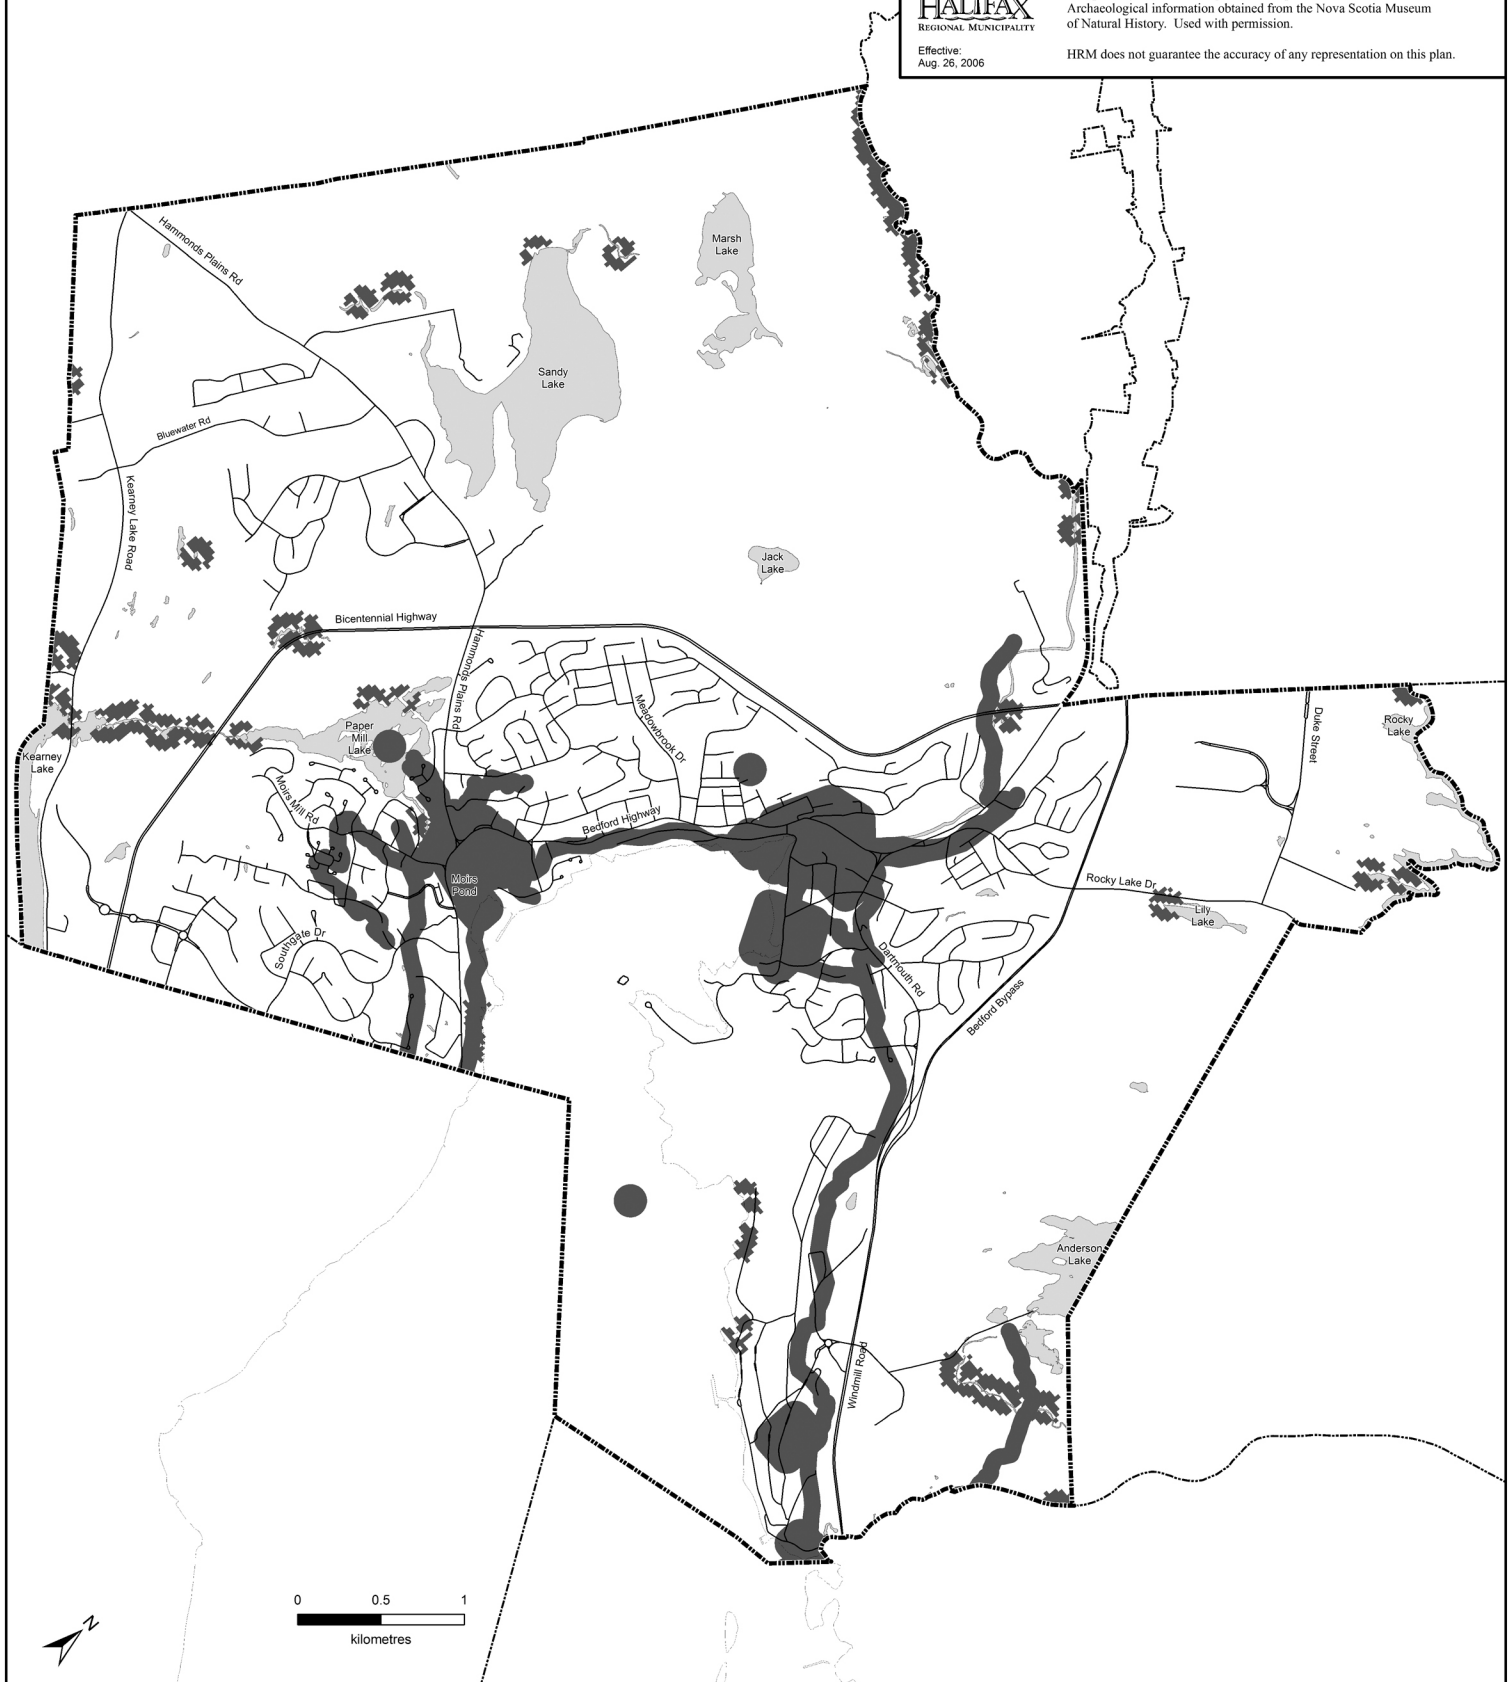 HALIFAX
REGIONAL MUNICIPALITY
Effective:
Aug. 26, 2006
Archaeological information obtained from the Nova Scotia Museum
of Natural History. Used with permission.
HRM does not guarantee the accuracy of any representation on this plan.
Hammonds Plains Rd
Marsh
Lake
Sandy
Lake
Bluewater Rd
Kearney Lake Road
Jack
Lake
Bicentennial Highway
Hammonds Plains Rd
Meadowbrook Dr
Paper
Mill
Lake
Kearney
Lake
Moirs Mill Rd
Bedford Highway
Duke Street
Rocky
Lake
Moirs
Pond
Rocky Lake Dr
Lily
Lake
Southgate Dr
Dartmouth Rd
Bedford Bypass
Anderson
Lake
Windmill Road
0 0.5 1
kilometres
N